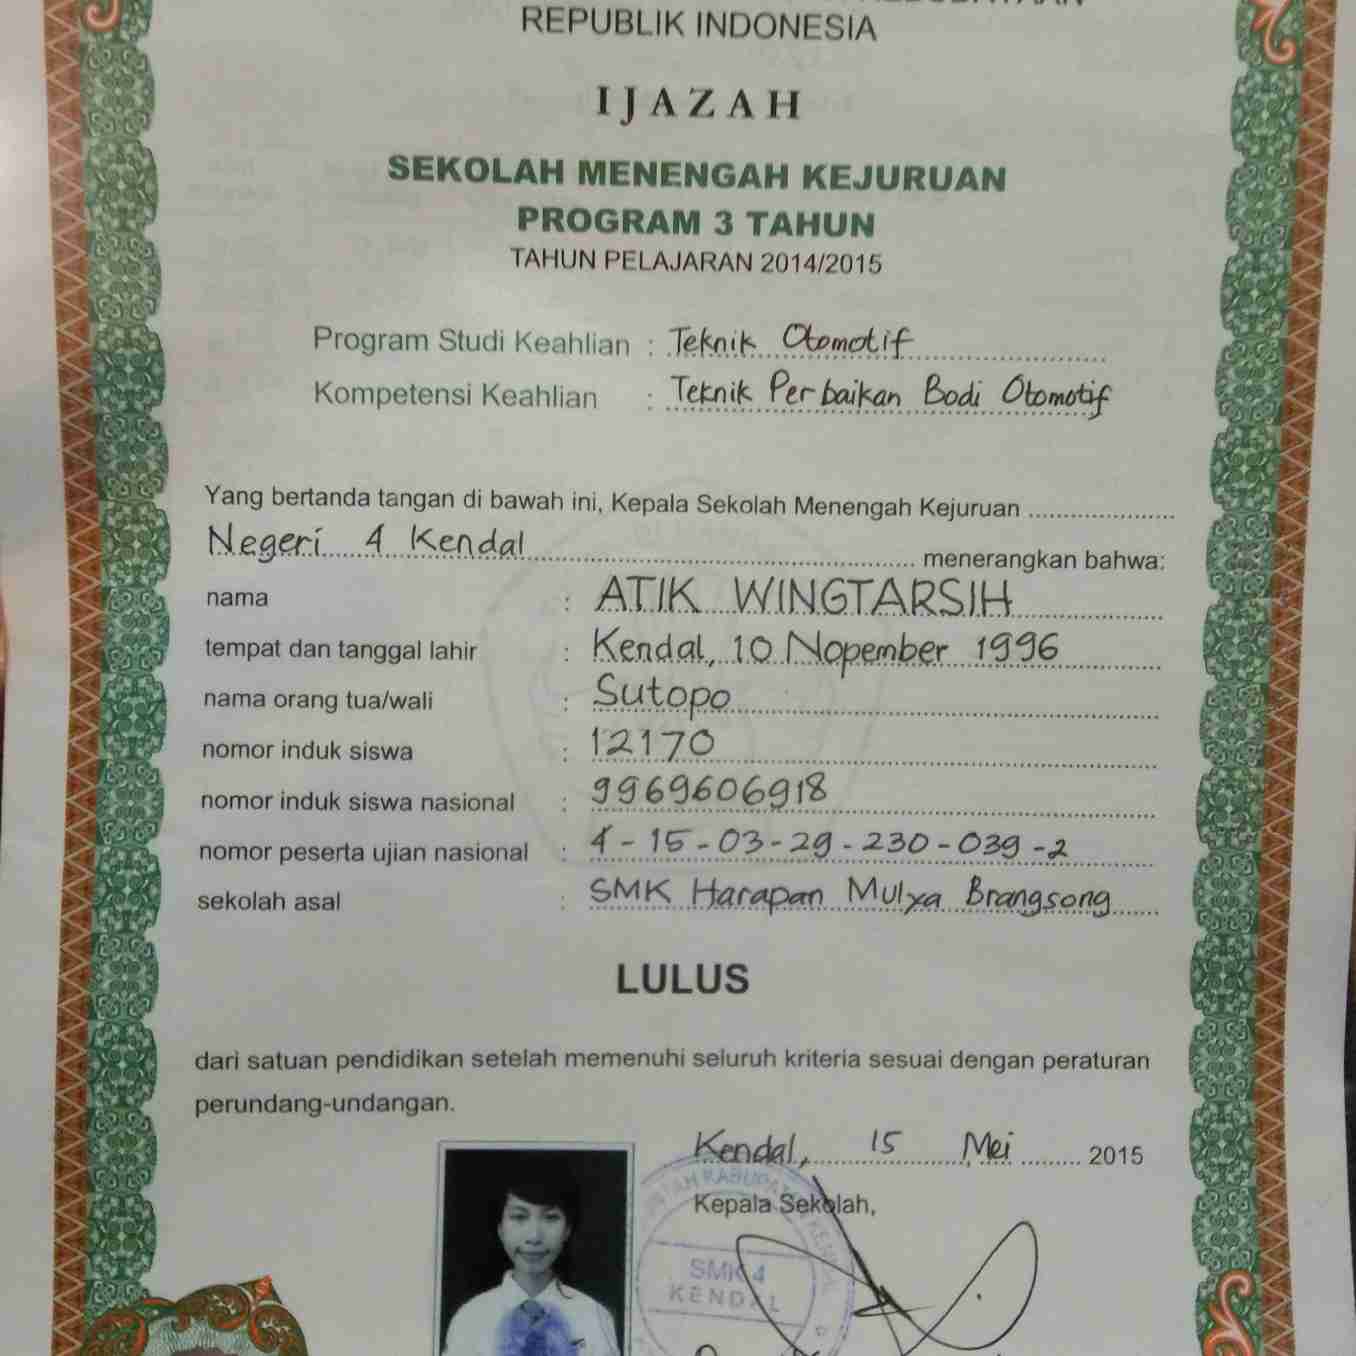 REPUBLIK INDONESIA
IJAZAH
SEKOLAH MENENGAH KEJURUAN
PROGRAM 3 TAHUN
TAHUN PELAJARAN 2014/2015
Program Studi Keahlian : Teknik Otomotif
Kompetensi Keahlian : Teknik Perbaikan Bodi Otomotif
Yang bertanda tangan di bawah ini, Kepala Sekolah Menengah Kejuruan
Negeri 4 Kendal menerangkan bahwa:
nama : ATIK WINGTARSIH
tempat dan tanggal lahir : Kendal, 10 Nopember 1996
nama orang tua/wali : Sutopo
nomor induk siswa : 12170
nomor induk siswa nasional : 9969606918
nomor peserta ujian nasional : 4-15-03-29-230-039-2
sekolah asal : SMK Harapan Mulya Brangsong
LULUS
dari satuan pendidikan setelah memenuhi seluruh kriteria sesuai dengan peraturan
perundang-undangan.
Kendal, 15 Mei 2015
Kepala Sekolah,
SMK 4
KENDAL